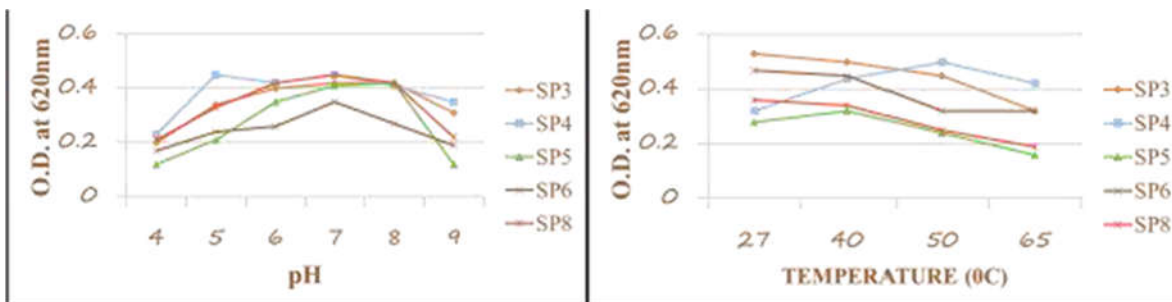 O.D. at 620nm
0.6
0.4
0.2
0
4 5 6 7 8 9
pH
SP3
SP4
SP5
SP6
SP8
O.D. at 620nm
0.6
0.4
0.2
0
27 40 50 65
TEMPERATURE (0C)
SP3
SP4
SP5
SP6
SP8